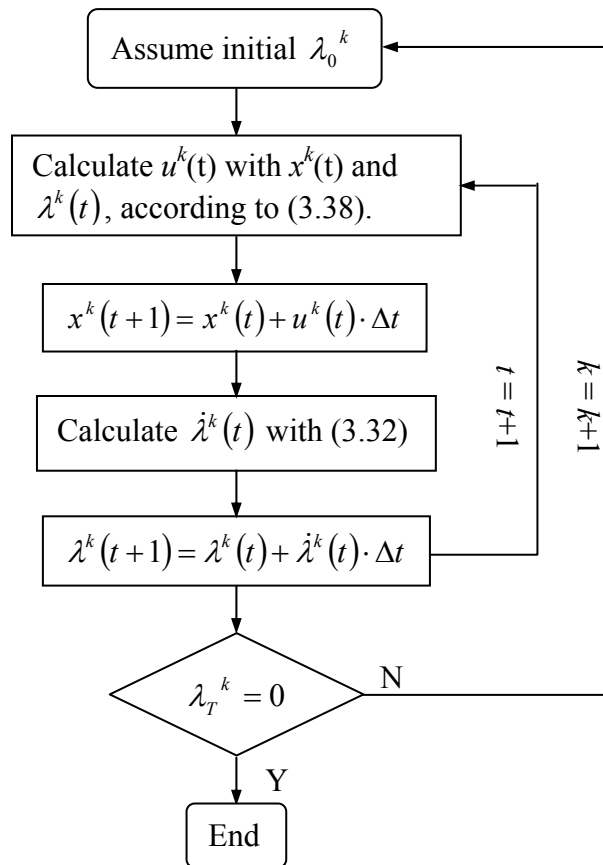 Assume initial λ₀ᵏ
Calculate uᵏ(t) with xᵏ(t) and
λᵏ(t), according to (3.38).
xᵏ(t+1) = xᵏ(t) + uᵏ(t)·Δt
Calculate λ̇ᵏ(t) with (3.32)
λᵏ(t+1) = λᵏ(t) + λ̇ᵏ(t)·Δt
t = t+1
k = k+1
λ_Tᵏ = 0
N
Y
End